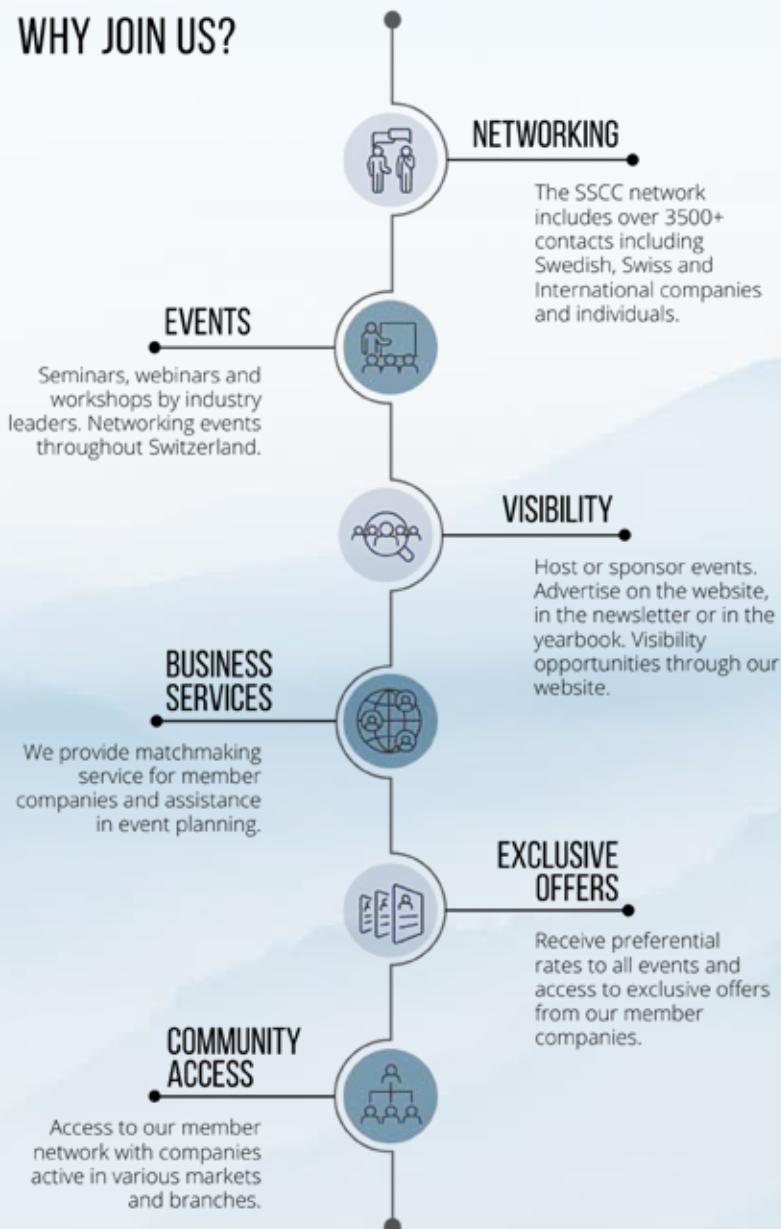 WHY JOIN US?
NETWORKING
The SSCC network
includes over 3500+
contacts including
Swedish, Swiss and
International companies
and individuals.
EVENTS
Seminars, webinars and
workshops by industry
leaders. Networking events
throughout Switzerland.
VISIBILITY
Host or sponsor events.
Advertise on the website,
in the newsletter or in the
yearbook. Visibility
opportunities through our
website.
BUSINESS
SERVICES
We provide matchmaking
service for member
companies and assistance
in event planning.
EXCLUSIVE
OFFERS
Receive preferential
rates to all events and
access to exclusive offers
from our member
companies.
COMMUNITY
ACCESS
Access to our member
network with companies
active in various markets
and branches.